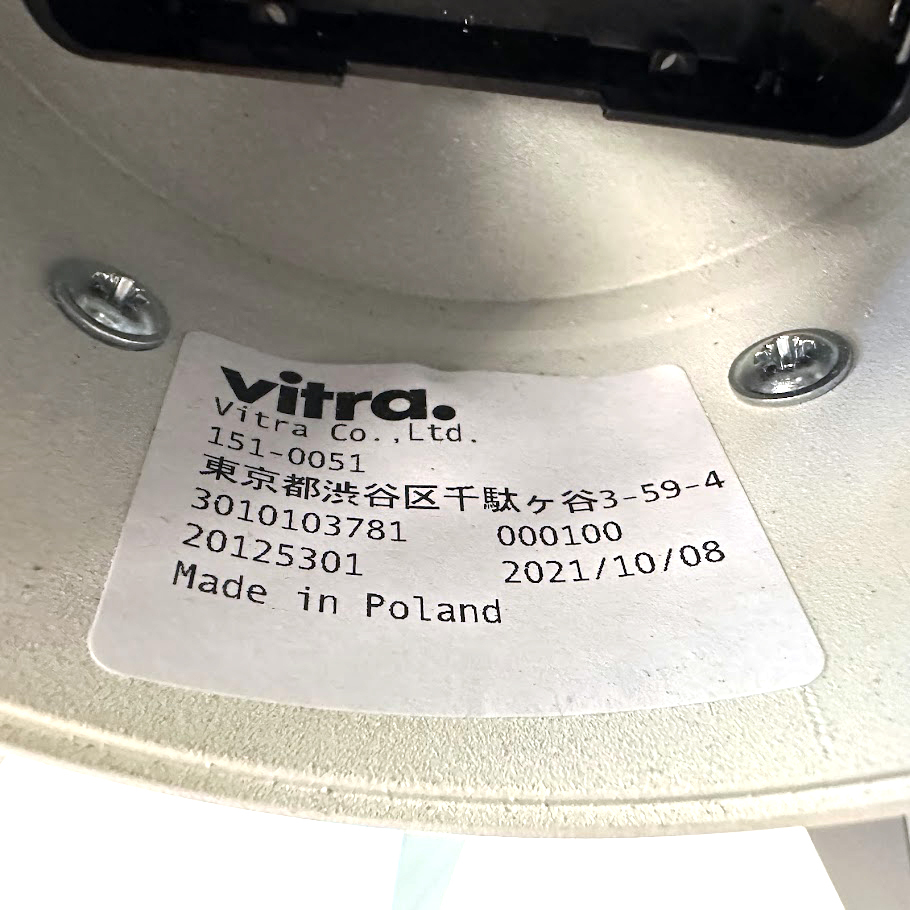 vitra.
Vitra Co.,Ltd.
151-0051
東京都渋谷区千駄ヶ谷3-59-4
3010103781 000100
20125301 2021/10/08
Made in Poland